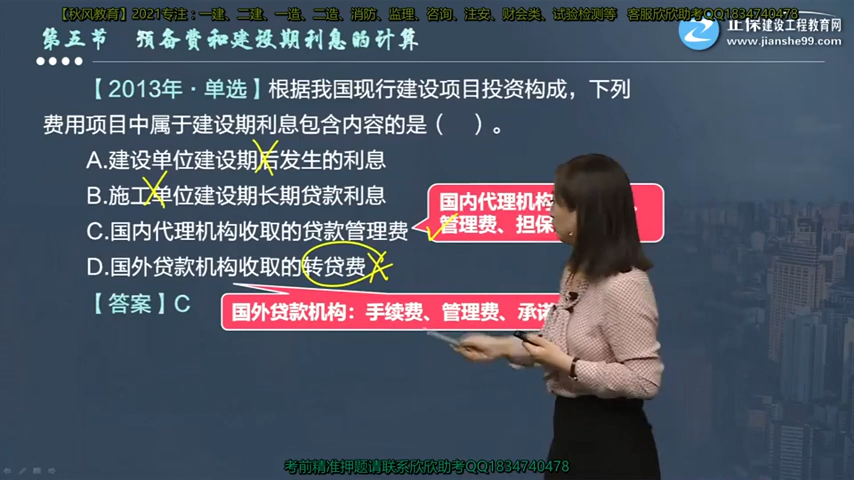 【秋风教育】2021专注：一建、二建、一造、二造、消防、监理、咨询、注安、财会类、试验检测等 客服欣欣助考QQ1834740478
第五节 预备费和建设期利息的计算
正保建设工程教育网
www.jianshe99.com
【2013年·单选】根据我国现行建设项目投资构成，下列
费用项目中属于建设期利息包含内容的是（ ）。
A.建设单位建设期后发生的利息
B.施工单位建设期长期贷款利息
国内代理机构
C.国内代理机构收取的贷款管理费
管理费、担保
D.国外贷款机构收取的转贷费
【答案】C
国外贷款机构：手续费、管理费、承诺
考前精准押题请联系欣欣助考QQ1834740478